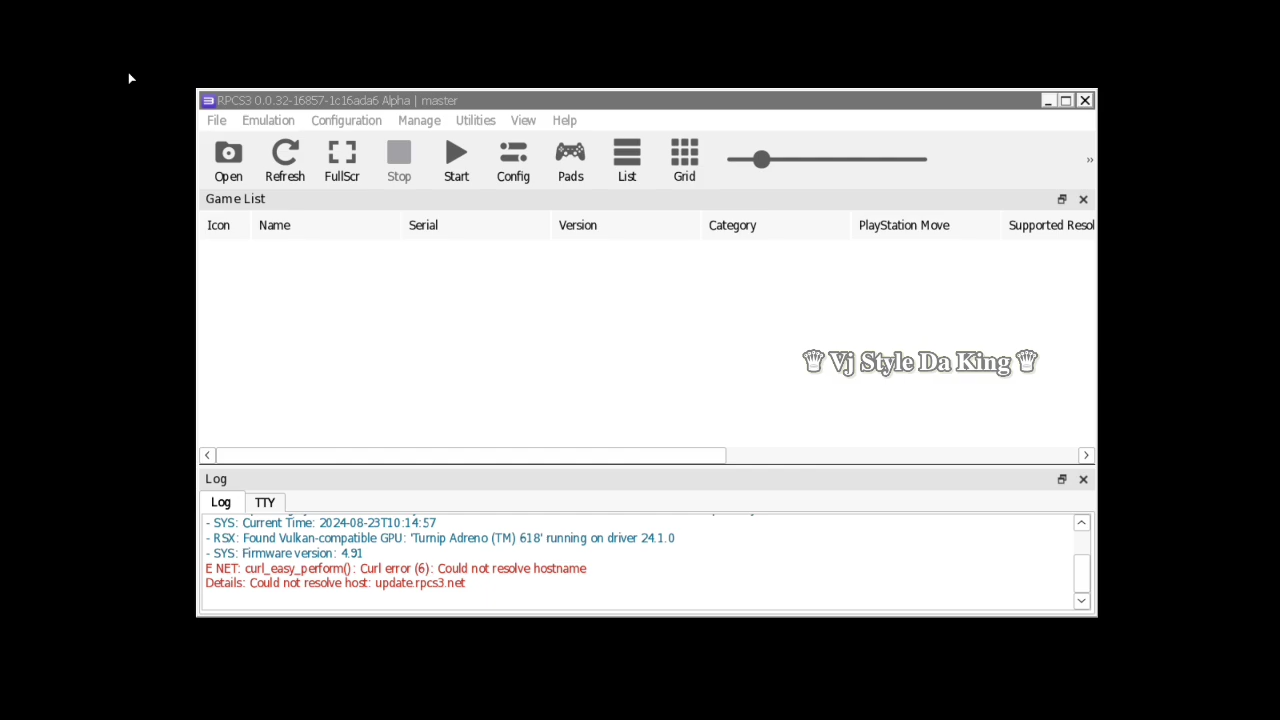 RPCS3 0.0.32-16857-1c16ada6 Alpha | master
File Emulation Configuration Manage Utilities View Help
Open Refresh FullScr Stop Start Config Pads List Grid »
Game List
Icon Name Serial Version Category PlayStation Move Supported Resol
♕ Vj Style Da King ♕
Log
Log TTY
- SYS: Current Time: 2024-08-23T10:14:57
- RSX: Found Vulkan-compatible GPU: 'Turnip Adreno (TM) 618' running on driver 24.1.0
- SYS: Firmware version: 4.91
E NET: curl_easy_perform(): Curl error (6): Could not resolve hostname
Details: Could not resolve host: update.rpcs3.net